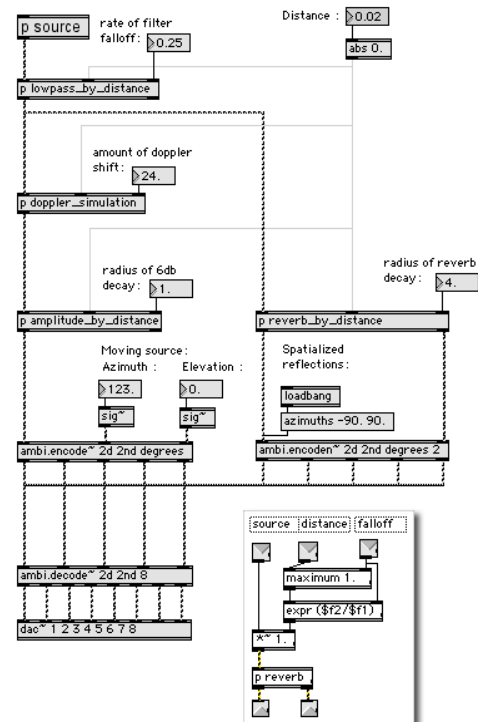 p source
rate of filter
falloff:
0.25
Distance :
0.02
abs 0.
p lowpass_by_distance
amount of doppler
shift:
24.
p doppler_simulation
radius of 6db
decay:
1.
radius of reverb
decay:
4.
p amplitude_by_distance
p reverb_by_distance
Moving source:
Azimuth :
Elevation :
123.
0.
sig~
sig~
Spatialized
reflections:
loadbang
azimuths -90. 90.
ambi.encode~ 2d 2nd degrees
ambi.encoden~ 2d 2nd degrees 2
source
distance
falloff
maximum 1.
expr ($f2/$f1)
*~ 1.
p reverb
ambi.decode~ 2d 2nd 8
dac~ 1 2 3 4 5 6 7 8